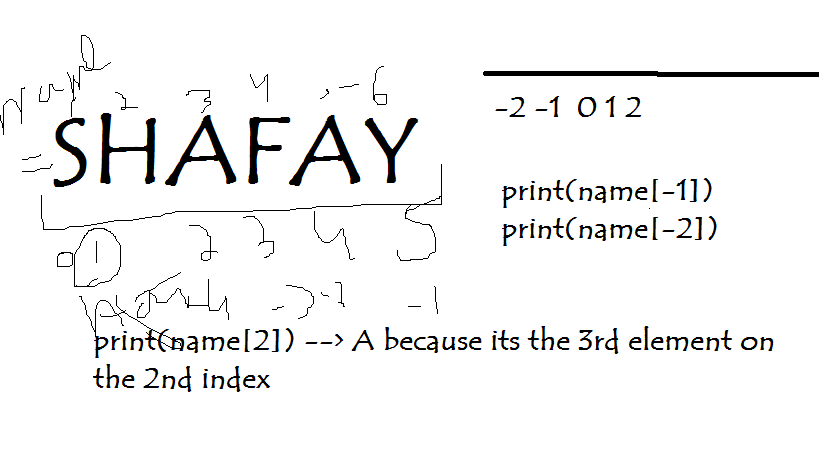 name
2 3 4 - 6
= SHAFAY
0 1 2 3 4 5
-1 -1
print(name[2]) --> A because its the 3rd element on
the 2nd index
-2 -1 0 1 2
print(name[-1])
print(name[-2])